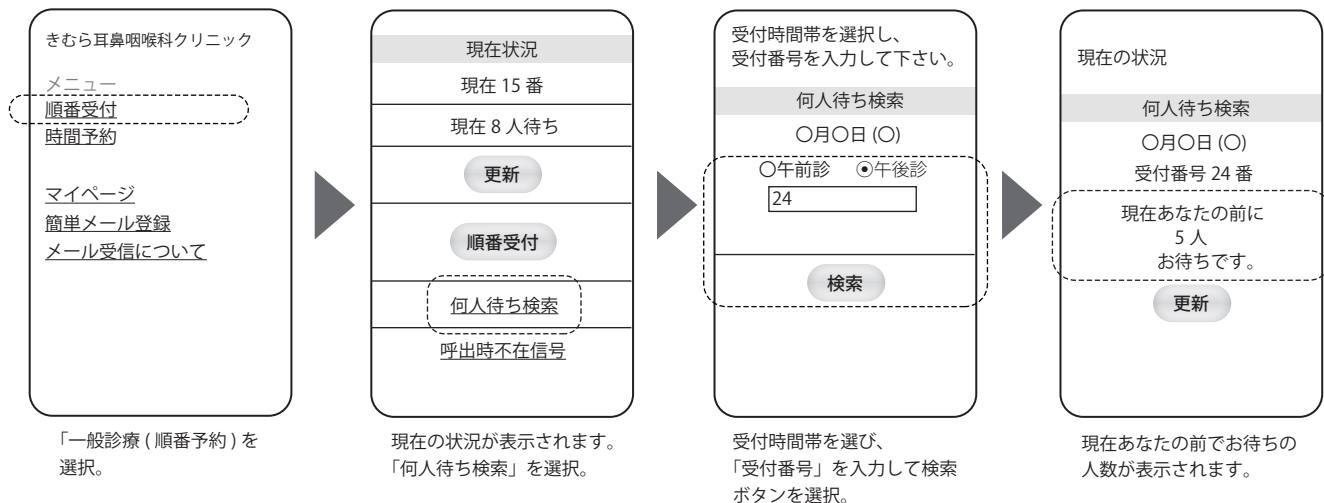 きむら耳鼻咽喉科クリニック
メニュー
順番受付
時間予約
マイページ
簡単メール登録
メール受信について
「一般診療 ( 順番予約 ) を
選択。
現在状況
現在 15 番
現在 8 人待ち
更新
順番受付
何人待ち検索
呼出時不在信号
現在の状況が表示されます。
「何人待ち検索」を選択。
受付時間帯を選択し、
受付番号を入力して下さい。
何人待ち検索
〇月〇日 (〇)
〇午前診 ◉午後診
24
検索
受付時間帯を選び、
「受付番号」を入力して検索
ボタンを選択。
現在の状況
何人待ち検索
〇月〇日 (〇)
受付番号 24 番
現在あなたの前に
5 人
お待ちです。
更新
現在あなたの前でお待ちの
人数が表示されます。